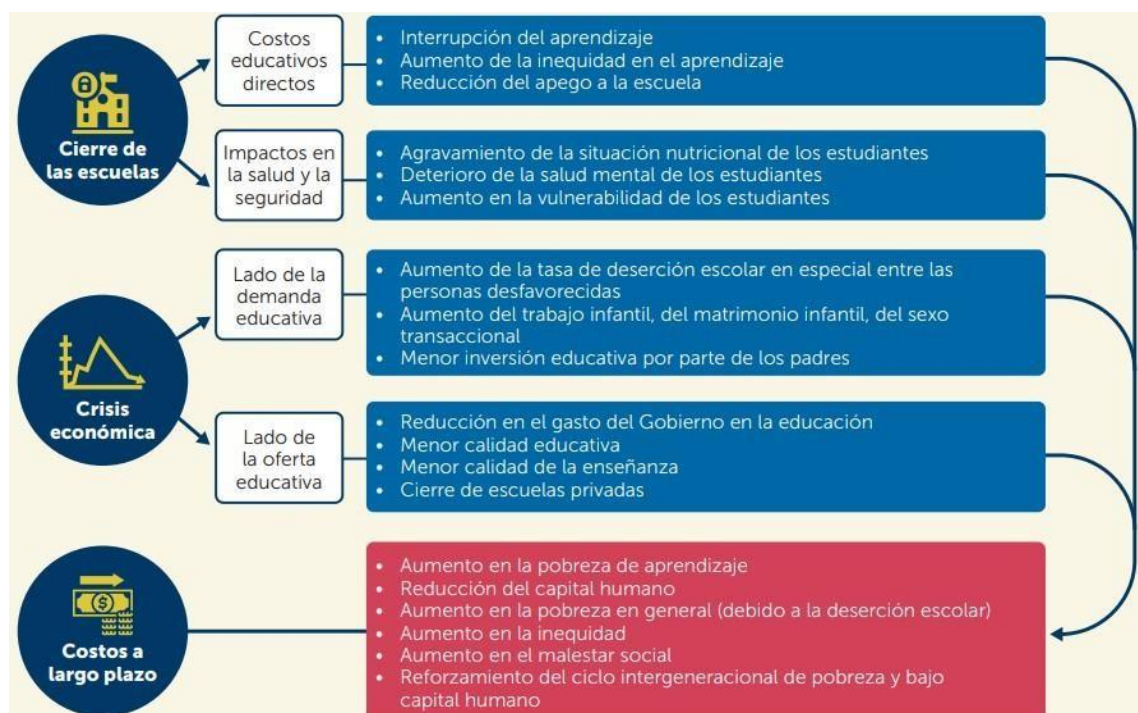 Cierre de
las escuelas
Costos
educativos
directos
• Interrupción del aprendizaje
• Aumento de la inequidad en el aprendizaje
• Reducción del apego a la escuela
Impactos en
la salud y la
seguridad
• Agravamiento de la situación nutricional de los estudiantes
• Deterioro de la salud mental de los estudiantes
• Aumento en la vulnerabilidad de los estudiantes
Crisis
económica
Lado de la
demanda
educativa
• Aumento de la tasa de deserción escolar en especial entre las
personas desfavorecidas
• Aumento del trabajo infantil, del matrimonio infantil, del sexo
transaccional
• Menor inversión educativa por parte de los padres
Lado de
la oferta
educativa
• Reducción en el gasto del Gobierno en la educación
• Menor calidad educativa
• Menor calidad de la enseñanza
• Cierre de escuelas privadas
Costos a
largo plazo
• Aumento en la pobreza de aprendizaje
• Reducción del capital humano
• Aumento en la pobreza en general (debido a la deserción escolar)
• Aumento en la inequidad
• Aumento en el malestar social
• Reforzamiento del ciclo intergeneracional de pobreza y bajo
capital humano